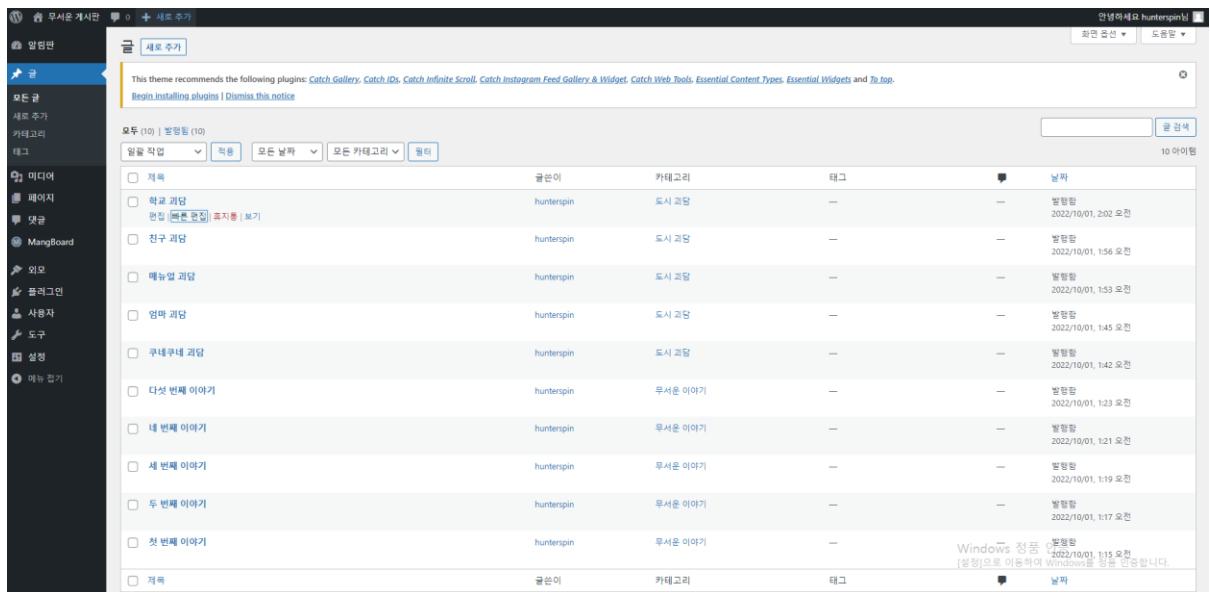 무서운 게시판 0 새로 추가 안녕하세요 hunterspin님
화면 옵션 도움말
알림판
글
모든 글
새로 추가
카테고리
태그
미디어
페이지
댓글
MangBoard
외모
플러그인
사용자
도구
설정
메뉴 접기
글 새로 추가
This theme recommends the following plugins: Catch Gallery, Catch IDs, Catch Infinite Scroll, Catch Instagram Feed Gallery & Widget, Catch Web Tools, Essential Content Types, Essential Widgets and To top.
Begin installing plugins | Dismiss this notice
모두 (10) | 발행됨 (10)
글 검색
일괄 작업 적용 모든 날짜 모든 카테고리 필터
10 아이템
제목 글쓴이 카테고리 태그 날짜
학교 괴담 hunterspin 도시 괴담 — — 발행함
편집 | 빠른 편집 | 휴지통 | 보기 2022/10/01, 2:02 오전
친구 괴담 hunterspin 도시 괴담 — — 발행함
2022/10/01, 1:56 오전
매뉴얼 괴담 hunterspin 도시 괴담 — — 발행함
2022/10/01, 1:53 오전
엄마 괴담 hunterspin 도시 괴담 — — 발행함
2022/10/01, 1:45 오전
쿠네쿠네 괴담 hunterspin 도시 괴담 — — 발행함
2022/10/01, 1:42 오전
다섯 번째 이야기 hunterspin 무서운 이야기 — — 발행함
2022/10/01, 1:23 오전
네 번째 이야기 hunterspin 무서운 이야기 — — 발행함
2022/10/01, 1:21 오전
세 번째 이야기 hunterspin 무서운 이야기 — — 발행함
2022/10/01, 1:19 오전
두 번째 이야기 hunterspin 무서운 이야기 — — 발행함
2022/10/01, 1:17 오전
첫 번째 이야기 hunterspin 무서운 이야기 — — 발행함
2022/10/01, 1:15 오전
Windows 정품 인증
[설정]으로 이동하여 Windows를 정품 인증합니다.
제목 글쓴이 카테고리 태그 날짜